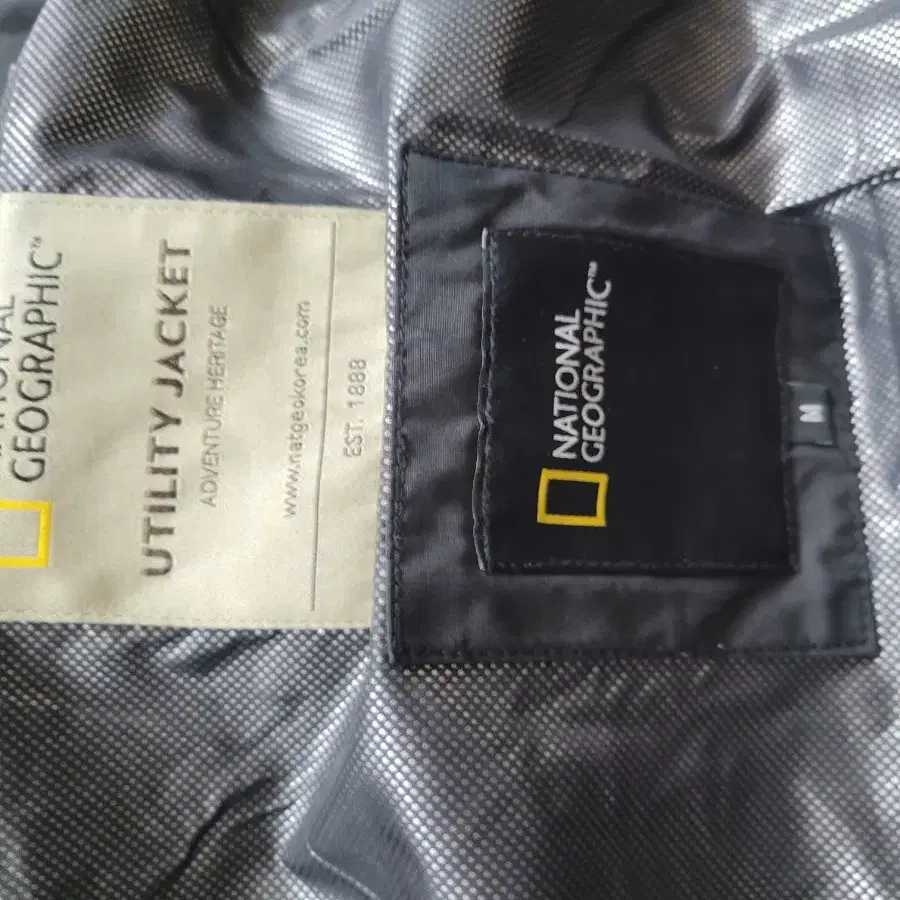 NATIONAL
GEOGRAPHIC™
UTILITY JACKET
ADVENTURE HERITAGE
www.natgeokorea.com
EST. 1888
NATIONAL
GEOGRAPHIC™
M